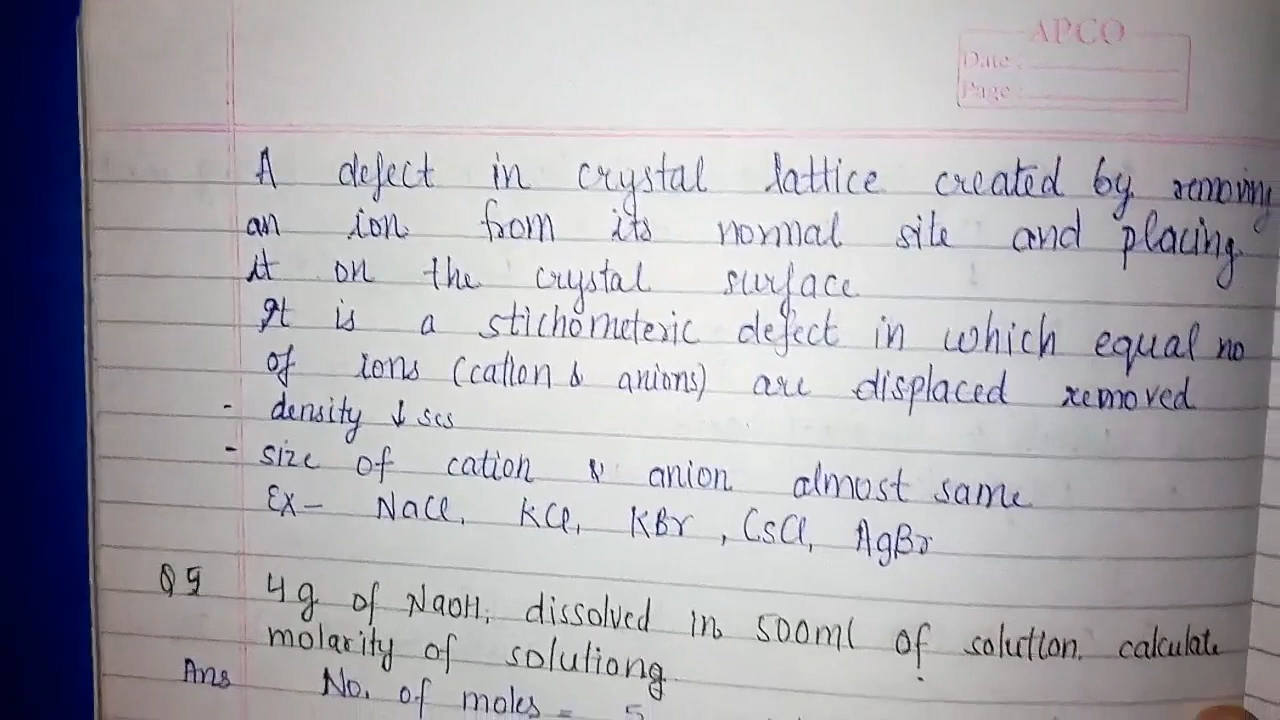 APCO
Date
Page
A defect in crystal lattice created by removing
an ion from its normal site and placing
it on the crystal surface
It is a stichometeric defect in which equal no
of ions (cation & anions) are displaced removed
- density ↓ ses
- size of cation & anion almost same
Ex- NaCl, KCl, KBr, CsCl, AgBr
Q5 4g of NaOH, dissolved in 500ml of solution. calculate
molarity of solutiong
Ans No. of moles =